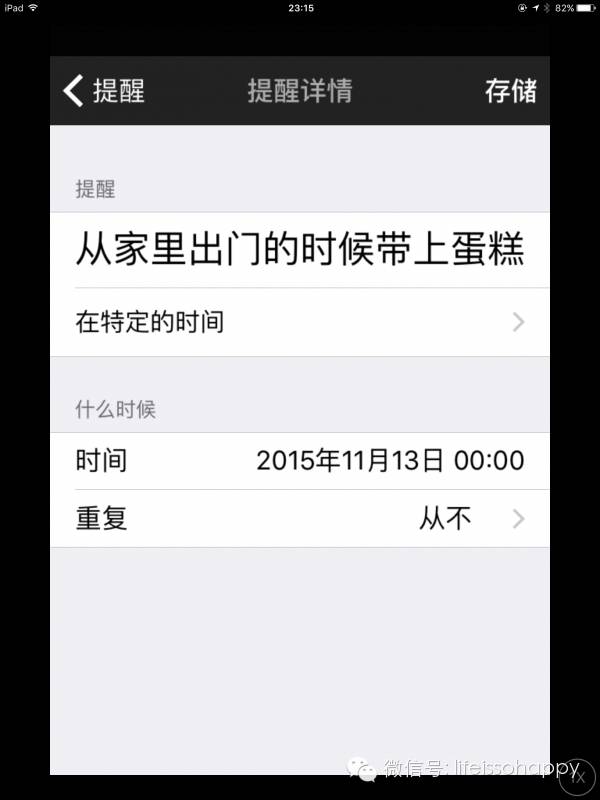 iPad 23:15 82%
提醒 提醒详情 存储
提醒
从家里出门的时候带上蛋糕
在特定的时间
什么时候
时间 2015年11月13日 00:00
重复 从不
微信号: lifeissohappy
1X